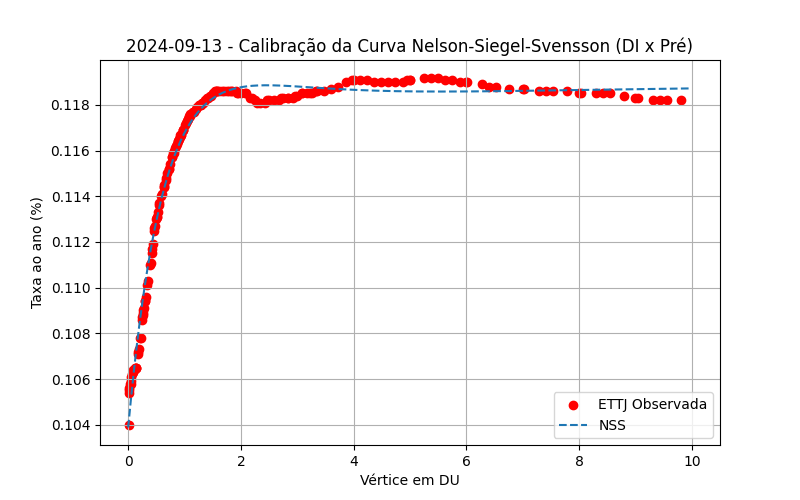 2024-09-13 - Calibração da Curva Nelson-Siegel-Svensson (DI x Pré)
Taxa ao ano (%)
0.118
0.116
0.114
0.112
0.110
0.108
0.106
0.104
0
2
4
6
8
10
Vértice em DU
ETTJ Observada
NSS